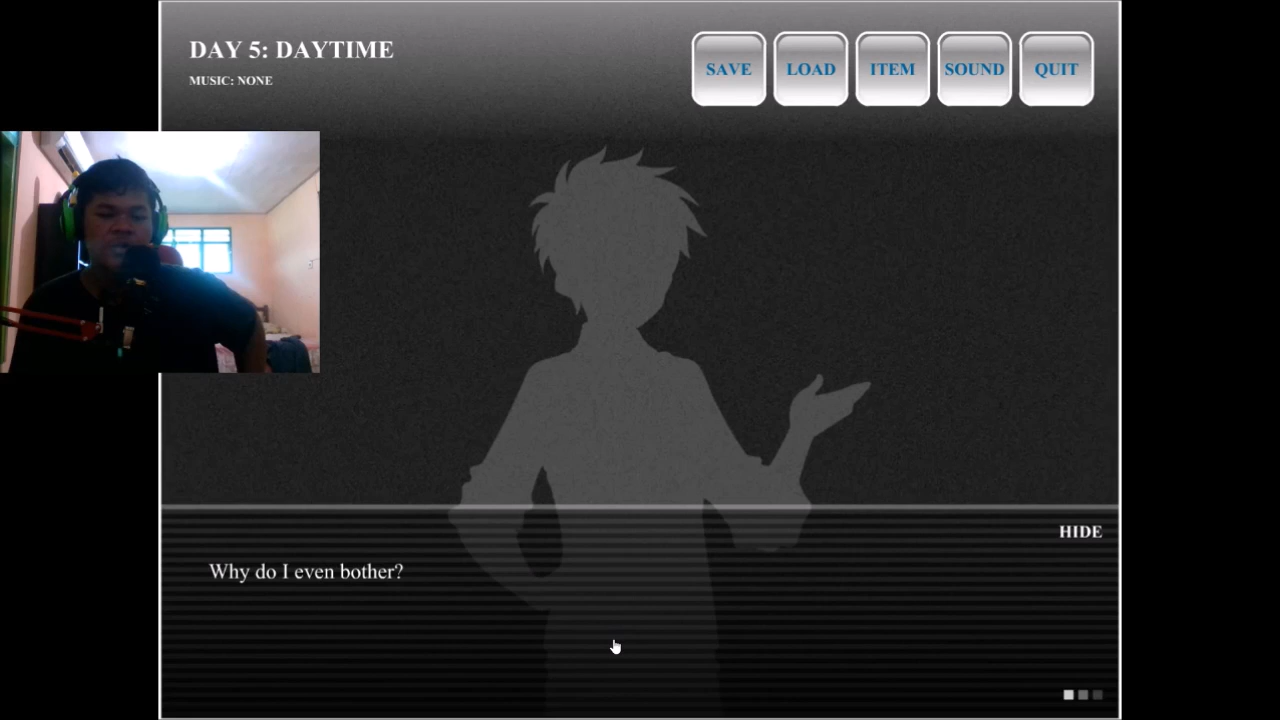 DAY 5: DAYTIME
MUSIC: NONE
SAVE
LOAD
ITEM
SOUND
QUIT
HIDE
Why do I even bother?